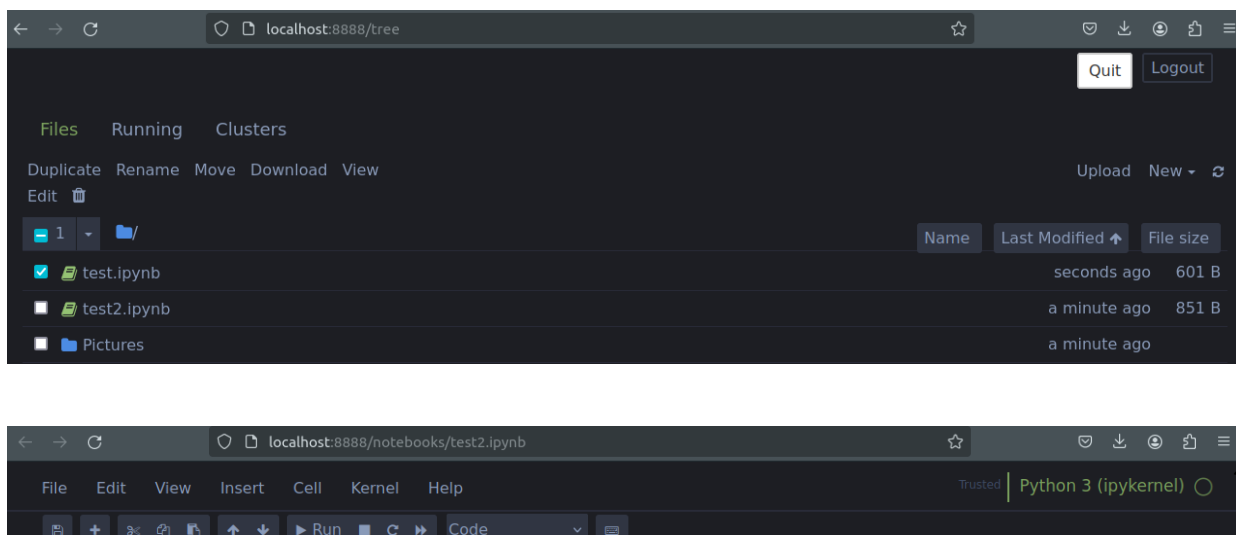 localhost:8888/tree
Quit Logout
Files Running Clusters
Duplicate Rename Move Download View Upload New
Edit
1 / Name Last Modified File size
test.ipynb seconds ago 601 B
test2.ipynb a minute ago 851 B
Pictures a minute ago
localhost:8888/notebooks/test2.ipynb
File Edit View Insert Cell Kernel Help Trusted Python 3 (ipykernel)
Run Code